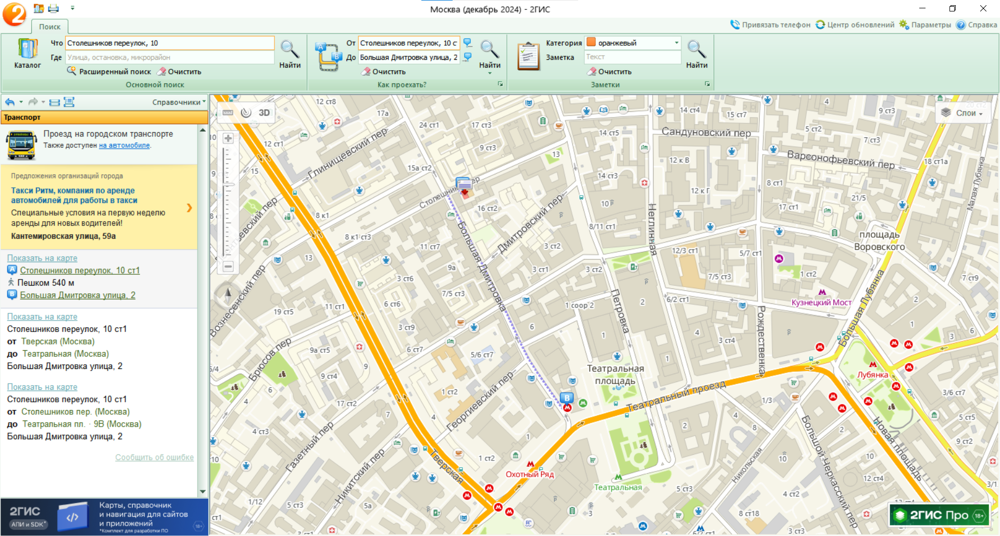 Москва (декабрь 2024) - 2ГИС
Поиск
Привязать телефон
Центр обновлений
Параметры
Справка
Каталог
Что Столешников переулок, 10
Где Улица, остановка, микрорайон
Расширенный поиск Очистить
Найти
Основной поиск
От Столешников переулок, 10 с
До Большая Дмитровка улица, 2
Очистить
Найти
Как проехать?
Категория оранжевый
Заметка Текст
Очистить
Найти
Заметки
Справочники
Транспорт
Проезд на городском транспорте
Также доступен на автомобиле.
Предложения организаций города
Такси Ритм, компания по аренде
автомобилей для работы в такси
Специальные условия на первую неделю
аренды для новых водителей!
Кантемировская улица, 59а
Показать на карте
A Столешников переулок, 10 ст1
Пешком 540 м
B Большая Дмитровка улица, 2
Показать на карте
Столешников переулок, 10 ст1
от Тверская (Москва)
до Театральная (Москва)
Большая Дмитровка улица, 2
Показать на карте
Столешников переулок, 10 ст1
от Столешников пер. (Москва)
до Театральная пл. · 9В (Москва)
Большая Дмитровка улица, 2
Сообщить об ошибке
2ГИС
АПИ и SDK*
Карты, справочник
и навигация для сайтов
и приложений
*Комплект для разработки ПО
18+
3D
Слои
12 ст8
17а
24 ст1
17 ст3
14 ст4
15 ст7
4
9 ст3
20 ст2
12 ст1
Глинищевский пер
9 ст3
13
14 ст5
Сандуновский пер
5 ст2
7 ст3
15
15а ст2
12 к В
Варсонофьевский пер
18 ст1а
Малая Лубянка
14 ст3
8 ст1
Столешников пер
16 ст2
Дмитровский пер
10
12 к Г
21/5
17 ст1
8 к1
Неглинная
8/11 ст1
8 к1 ст3
Большая Дмитровка
11 ст7
3 ст2
12/3 ст1
5/7 ст1
площадь
Воровского
13
9а
3 ст1
3 ст2
7/5 ст3
1 ст2
7 ст9
Вознесенский пер
3 ст6
7/5 ст3
6 ст6
11 ст1
19 ст5
1 соор 2
Петровка
2
6/2 ст1
Кузнецкий Мост
Рождественка
Большая Лубянка
2
3 ст9
6
1
4
3 ст4
1
3
6
Брюсов пер
9а ст5
6 ст7
5/6 ст7
1
9
9 ст4
Театральная
площадь
Лубянка
5/4
6
4
1 ст2
Георгиевский пер
Театральный проезд
3/6 ст7
17 ст2
7
4
1/3
4
8
5 ст5
4 ст3
Газетный пер
1
2
2
Новая площадь
9 ст2
10
Никитский пер
Тверская
1 ст2
Охотный Ряд
Театральная
Никольская
10
Большой Черкасский пер
12 ст4
1/12
5 ст3
5а
5 ст3
4 ст2
3/1
ст1
3
8 ст18
3 ст3
2ГИС Про 18+